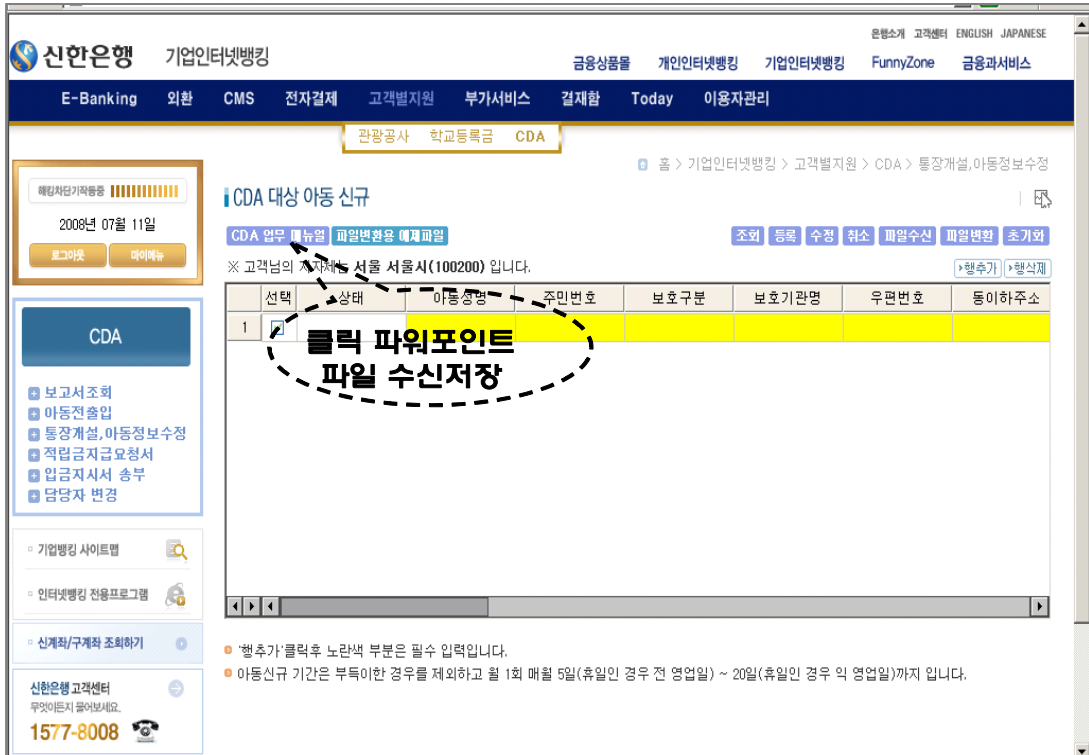 은행소개 고객센터 ENGLISH JAPANESE
신한은행 기업인터넷뱅킹
금융상품몰 개인인터넷뱅킹 기업인터넷뱅킹 FunnyZone 금융과서비스
E-Banking 외환 CMS 전자결제 고객별지원 부가서비스 결재함 Today 이용자관리
관광공사 학교등록금 CDA
홈 > 기업인터넷뱅킹 > 고객별지원 > CDA > 통장개설,아동정보수정
해킹차단기작동중
2008년 07월 11일
로그아웃 마이메뉴
CDA 대상 아동 신규
CDA 업무 매뉴얼 파일변환용 예제파일 조회 등록 수정 취소 파일수신 파일변환 초기화
※ 고객님의 지자체는 서울 서울시(100200) 입니다. 행추가 행삭제
선택 상태 아동성명 주민번호 보호구분 보호기관명 우편번호 동이하주소
1
클릭 파워포인트
파일 수신저장
CDA
보고서조회
아동전출입
통장개설,아동정보수정
적립금지급요청서
입금지시서 송부
담당자 변경
기업뱅킹 사이트맵
인터넷뱅킹 전용프로그램
신계좌/구계좌 조회하기
신한은행 고객센터
무엇이든지 물어보세요.
1577-8008
'행추가'클릭후 노란색 부분은 필수 입력입니다.
아동신규 기간은 부득이한 경우를 제외하고 월 1회 매월 5일(휴일인 경우 전 영업일) ~ 20일(휴일인 경우 익 영업일)까지 입니다.